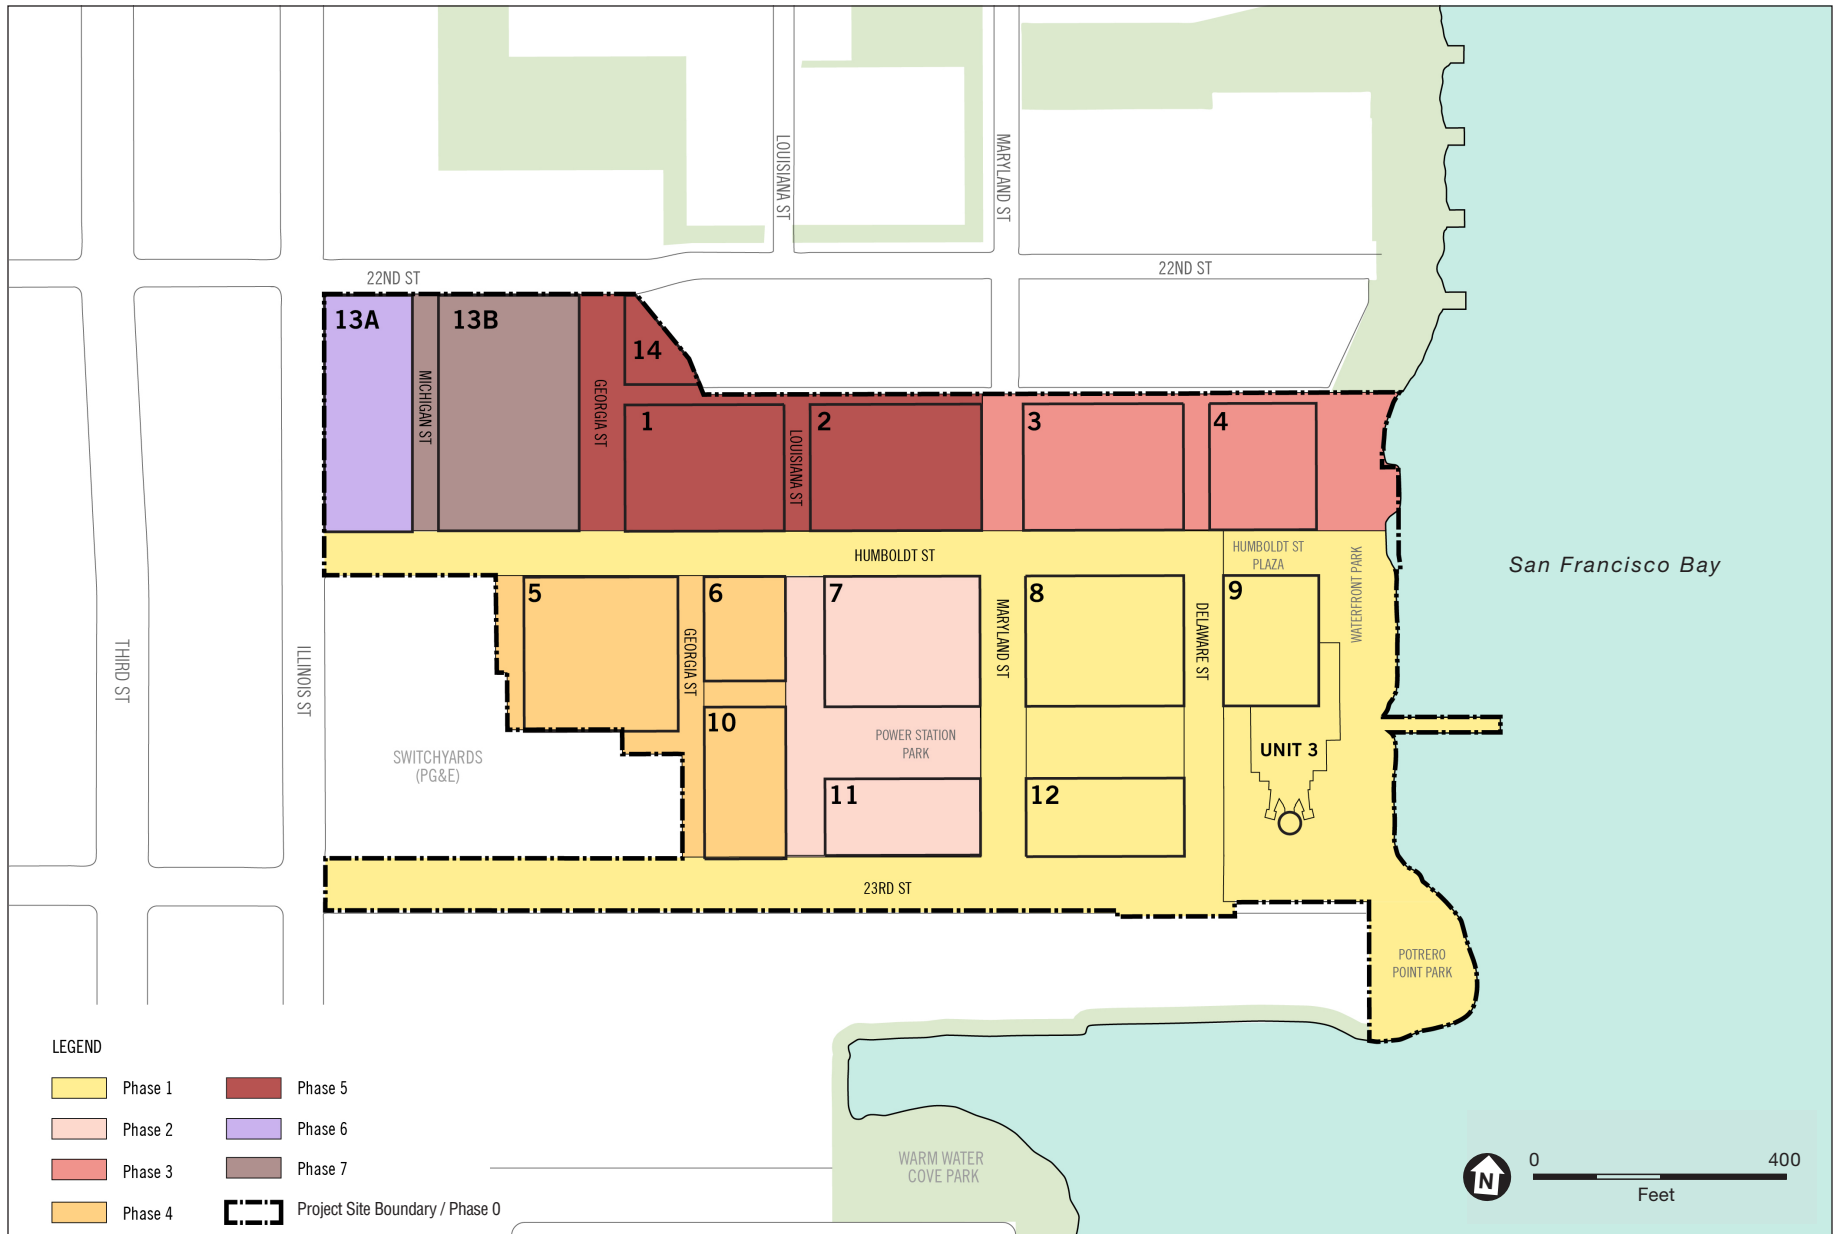 LOUISIANA ST
MARYLAND ST
22ND ST
22ND ST
13A
13B
14
MICHIGAN ST
GEORGIA ST
1
LOUISIANA ST
2
3
4
HUMBOLDT ST
HUMBOLDT ST
PLAZA
WATERFRONT PARK
San Francisco Bay
5
6
7
8
9
THIRD ST
ILLINOIS ST
GEORGIA ST
MARYLAND ST
DELAWARE ST
10
POWER STATION
PARK
UNIT 3
SWITCHYARDS
(PG&E)
11
12
23RD ST
POTRERO
POINT PARK
WARM WATER
COVE PARK
LEGEND
Phase 1
Phase 2
Phase 3
Phase 4
Phase 5
Phase 6
Phase 7
Project Site Boundary / Phase 0
N
0
400
Feet